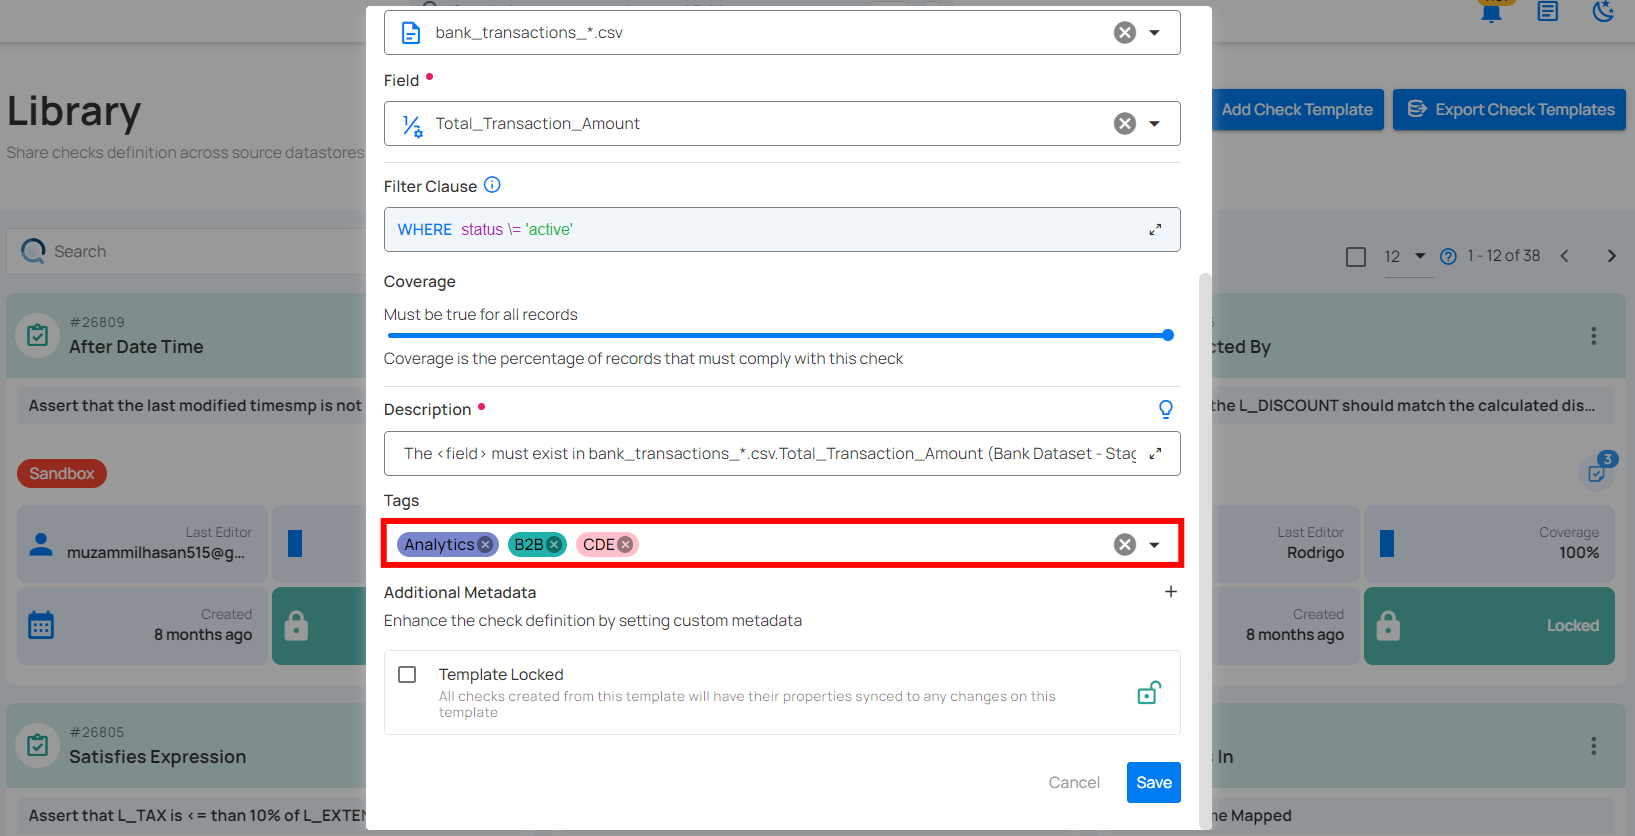 bank_transactions_*.csv
Field
Total_Transaction_Amount
Library
Share checks definition across source datastores
Add Check Template
Export Check Templates
Filter Clause
WHERE status \= 'active'
Search
12
1 - 12 of 38
Coverage
Must be true for all records
Coverage is the percentage of records that must comply with this check
#26809
After Date Time
cted By
Description
Assert that the last modified timesmp is not
the L_DISCOUNT should match the calculated dis...
The <field> must exist in bank_transactions_*.csv.Total_Transaction_Amount (Bank Dataset - Stag
Sandbox
3
Tags
Analytics
B2B
CDE
Last Editor
muzammilhasan515@g...
Last Editor
Rodrigo
Coverage
100%
Additional Metadata
Enhance the check definition by setting custom metadata
Created
8 months ago
Created
8 months ago
Locked
Template Locked
All checks created from this template will have their properties synced to any changes on this
template
#26805
Satisfies Expression
In
Cancel
Save
Assert that L_TAX is <= than 10% of L_EXTEN
Mapped